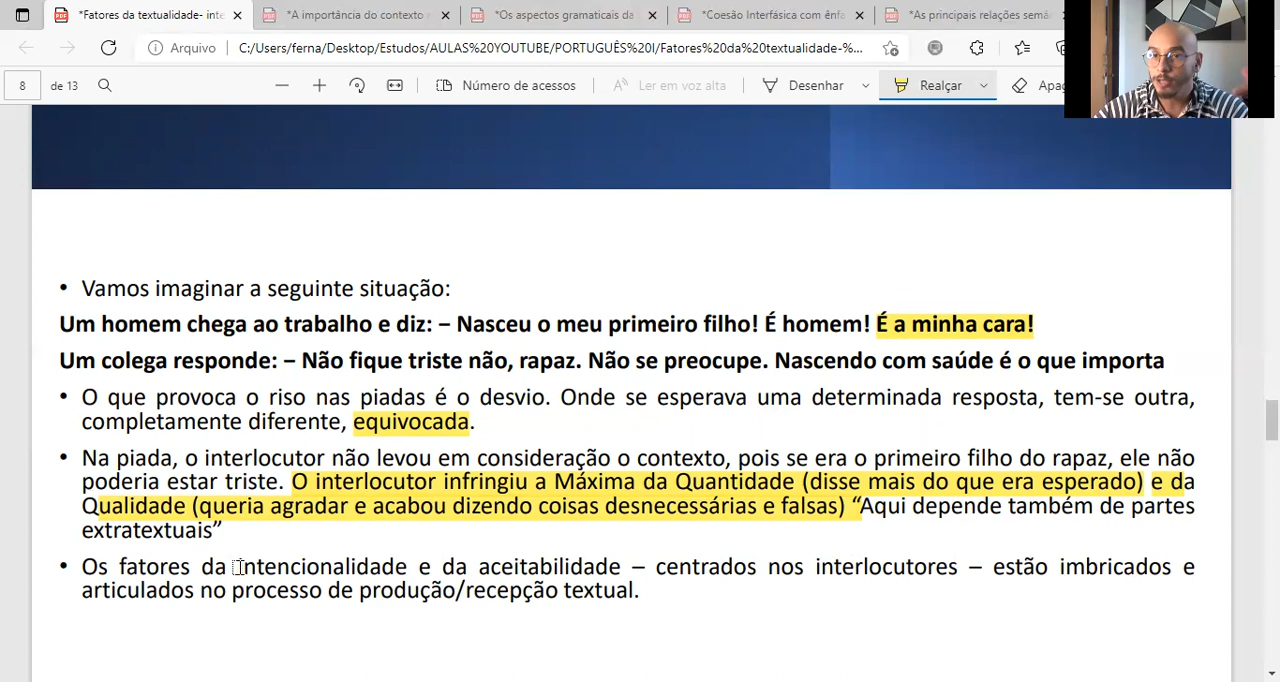 *Fatores da textualidade- inte
*A importância do contexto n
*Os aspectos gramaticais da
*Coesão Interfásica com ênfa
*As principais relações semâ
Arquivo
C:/Users/ferna/Desktop/Estudos/AULAS%20YOUTUBE/PORTUGUÊS%20I/Fatores%20da%20textualidade-%...
8 de 13
Número de acessos
Ler em voz alta
Desenhar
Realçar
Apag
• Vamos imaginar a seguinte situação:
Um homem chega ao trabalho e diz: – Nasceu o meu primeiro filho! É homem! É a minha cara!
Um colega responde: – Não fique triste não, rapaz. Não se preocupe. Nascendo com saúde é o que importa
• O que provoca o riso nas piadas é o desvio. Onde se esperava uma determinada resposta, tem-se outra,
completamente diferente, equivocada.
• Na piada, o interlocutor não levou em consideração o contexto, pois se era o primeiro filho do rapaz, ele não
poderia estar triste. O interlocutor infringiu a Máxima da Quantidade (disse mais do que era esperado) e da
Qualidade (queria agradar e acabou dizendo coisas desnecessárias e falsas) “Aqui depende também de partes
extratextuais”
• Os fatores da intencionalidade e da aceitabilidade – centrados nos interlocutores – estão imbricados e
articulados no processo de produção/recepção textual.